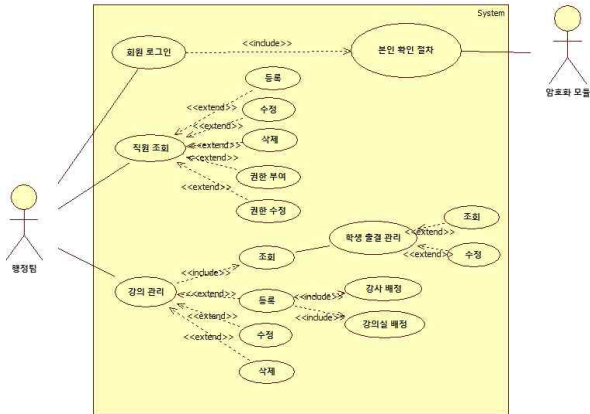 System
회원 로그인
<<include>>
본인 확인 절차
암호화 모듈
등록
<<extend>>
수정
<<extend>>
직원 조회
삭제
<<extend>>
권한 부여
<<extend>>
권한 수정
행정팀
조회
학생 출결 관리
<<extend>>
조회
<<extend>>
수정
<<include>>
강의 관리
<<extend>>
등록
<<include>>
강사 배정
<<include>>
강의실 배정
<<extend>>
수정
<<extend>>
삭제